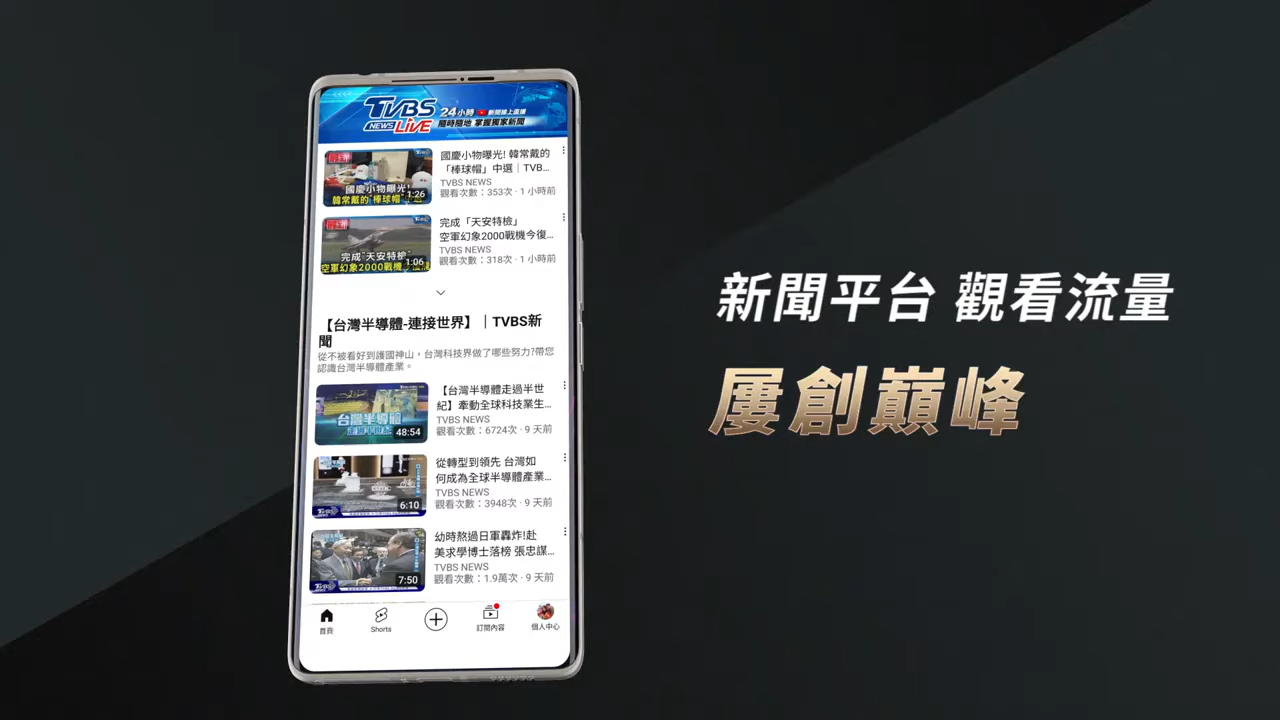 TVBS
NEWS LIVE
24小時 新聞線上直播
隨時隨地 掌握獨家新聞
國慶小物曝光!
韓常戴的"棒球帽"中選
1:26
國慶小物曝光! 韓常戴的
「棒球帽」中選｜TVB...
TVBS NEWS
觀看次數：353次 · 1 小時前
完成"天安特檢"
空軍幻象2000戰機今復
1:06
完成「天安特檢」
空軍幻象2000戰機今復...
TVBS NEWS
觀看次數：318次 · 1 小時前
【台灣半導體-連接世界】｜TVBS新
聞
從不被看好到護國神山，台灣科技界做了哪些努力?帶您
認識台灣半導體產業。
台灣半導體
走過半世紀
48:54
【台灣半導體走過半世
紀】牽動全球科技業生...
TVBS NEWS
觀看次數：6724次 · 9 天前
6:10
從轉型到領先 台灣如
何成為全球半導體產業...
TVBS NEWS
觀看次數：3948次 · 9 天前
7:50
幼時熬過日軍轟炸!赴
美求學博士落榜 張忠謀...
TVBS NEWS
觀看次數：1.9萬次 · 9 天前
首頁
Shorts
訂閱內容
個人中心
新聞平台 觀看流量
屢創巔峰